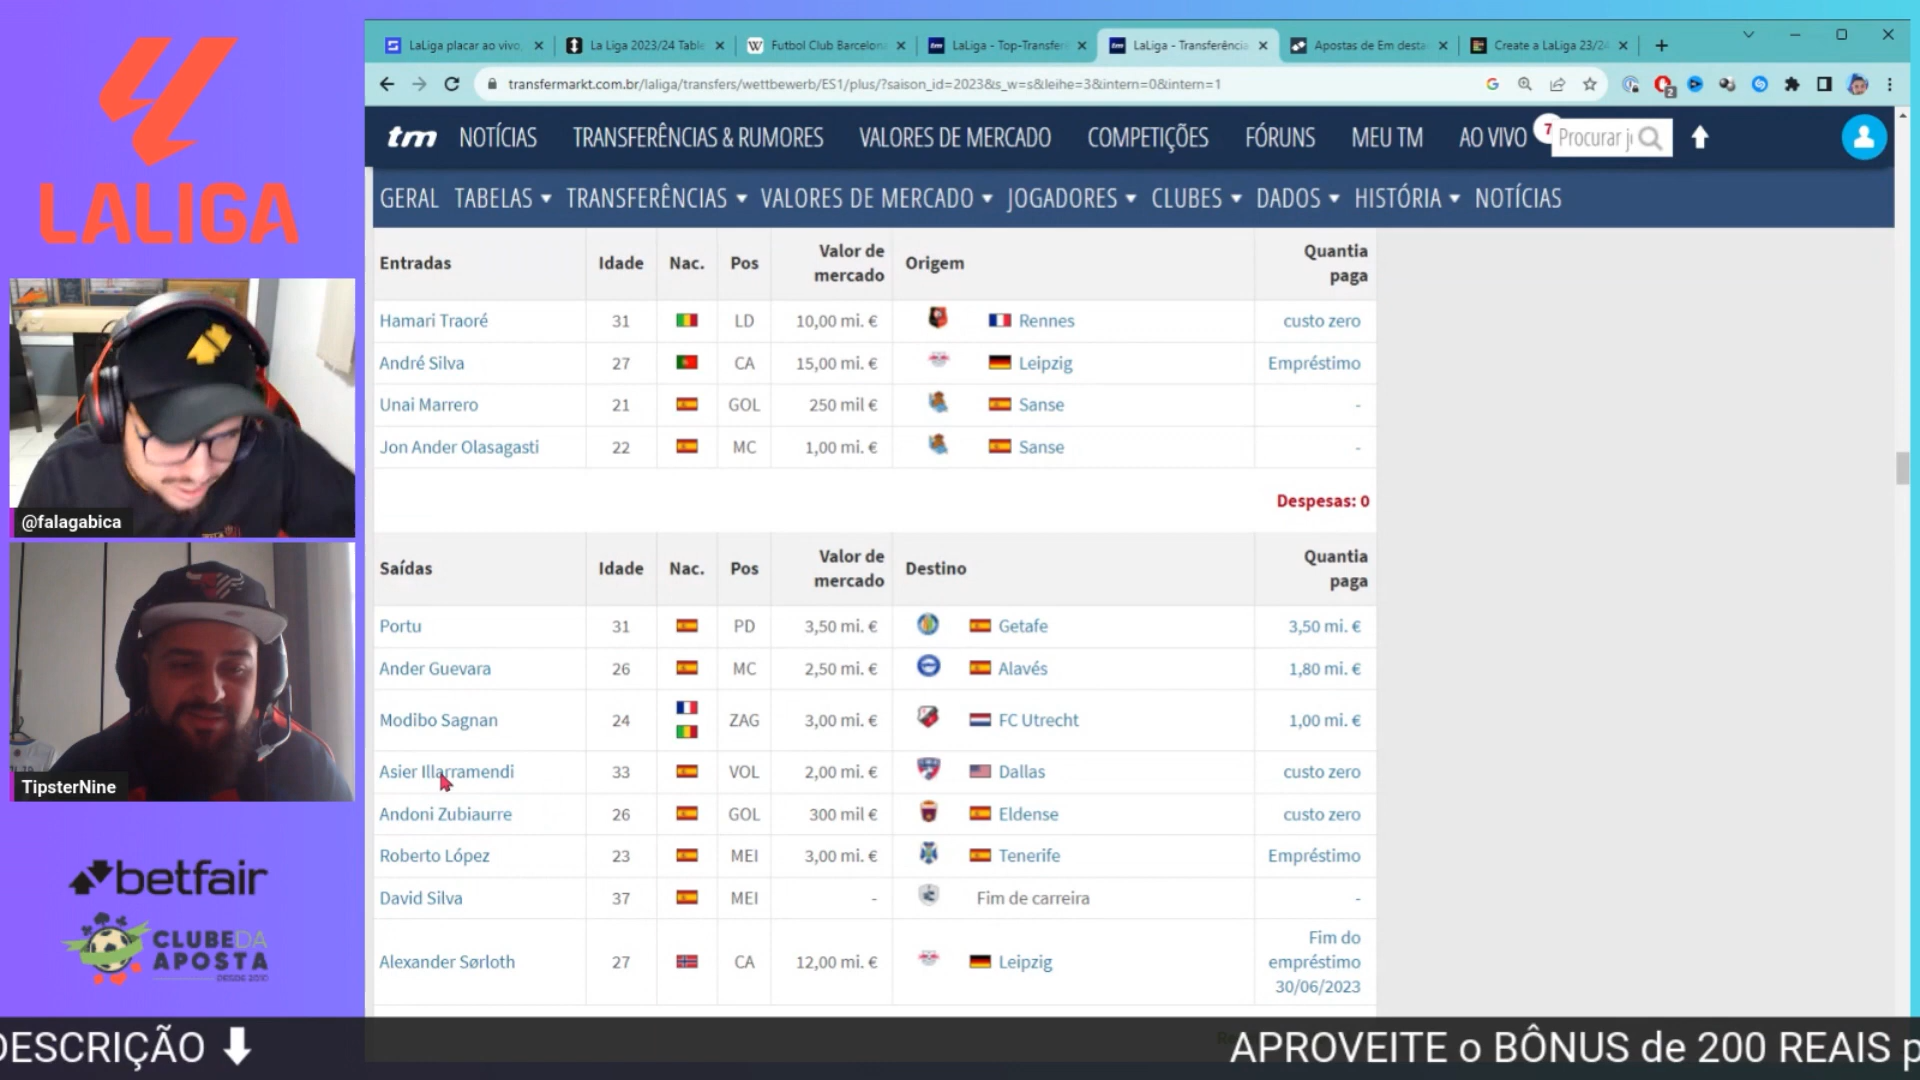 LALIGA
@falagabica
TipsterNine
betfair
CLUBE DA APOSTA
DESDE 2010
LaLiga placar ao vivo,
La Liga 2023/24 Table
Futbol Club Barcelona
LaLiga - Top-Transfer
LaLiga - Transferência
Apostas de Em desta
Create a LaLiga 23/24
transfermarkt.com.br/laliga/transfers/wettbewerb/ES1/plus/?saison_id=2023&s_w=s&leihe=3&intern=0&intern=1
2
tm NOTÍCIAS TRANSFERÊNCIAS & RUMORES VALORES DE MERCADO COMPETIÇÕES FÓRUNS MEU TM AO VIVO 7 Procurar j
GERAL TABELAS TRANSFERÊNCIAS VALORES DE MERCADO JOGADORES CLUBES DADOS HISTÓRIA NOTÍCIAS
Entradas Idade Nac. Pos Valor de mercado Origem Quantia paga
Hamari Traoré 31 LD 10,00 mi. € Rennes custo zero
André Silva 27 CA 15,00 mi. € Leipzig Empréstimo
Unai Marrero 21 GOL 250 mil € Sanse -
Jon Ander Olasagasti 22 MC 1,00 mi. € Sanse -
Despesas: 0
Saídas Idade Nac. Pos Valor de mercado Destino Quantia paga
Portu 31 PD 3,50 mi. € Getafe 3,50 mi. €
Ander Guevara 26 MC 2,50 mi. € Alavés 1,80 mi. €
Modibo Sagnan 24 ZAG 3,00 mi. € FC Utrecht 1,00 mi. €
Asier Illarramendi 33 VOL 2,00 mi. € Dallas custo zero
Andoni Zubiaurre 26 GOL 300 mil € Eldense custo zero
Roberto López 23 MEI 3,00 mi. € Tenerife Empréstimo
David Silva 37 MEI - Fim de carreira -
Alexander Sørloth 27 CA 12,00 mi. € Leipzig Fim do empréstimo 30/06/2023
DESCRIÇÃO APROVEITE o BÔNUS de 200 REAIS p